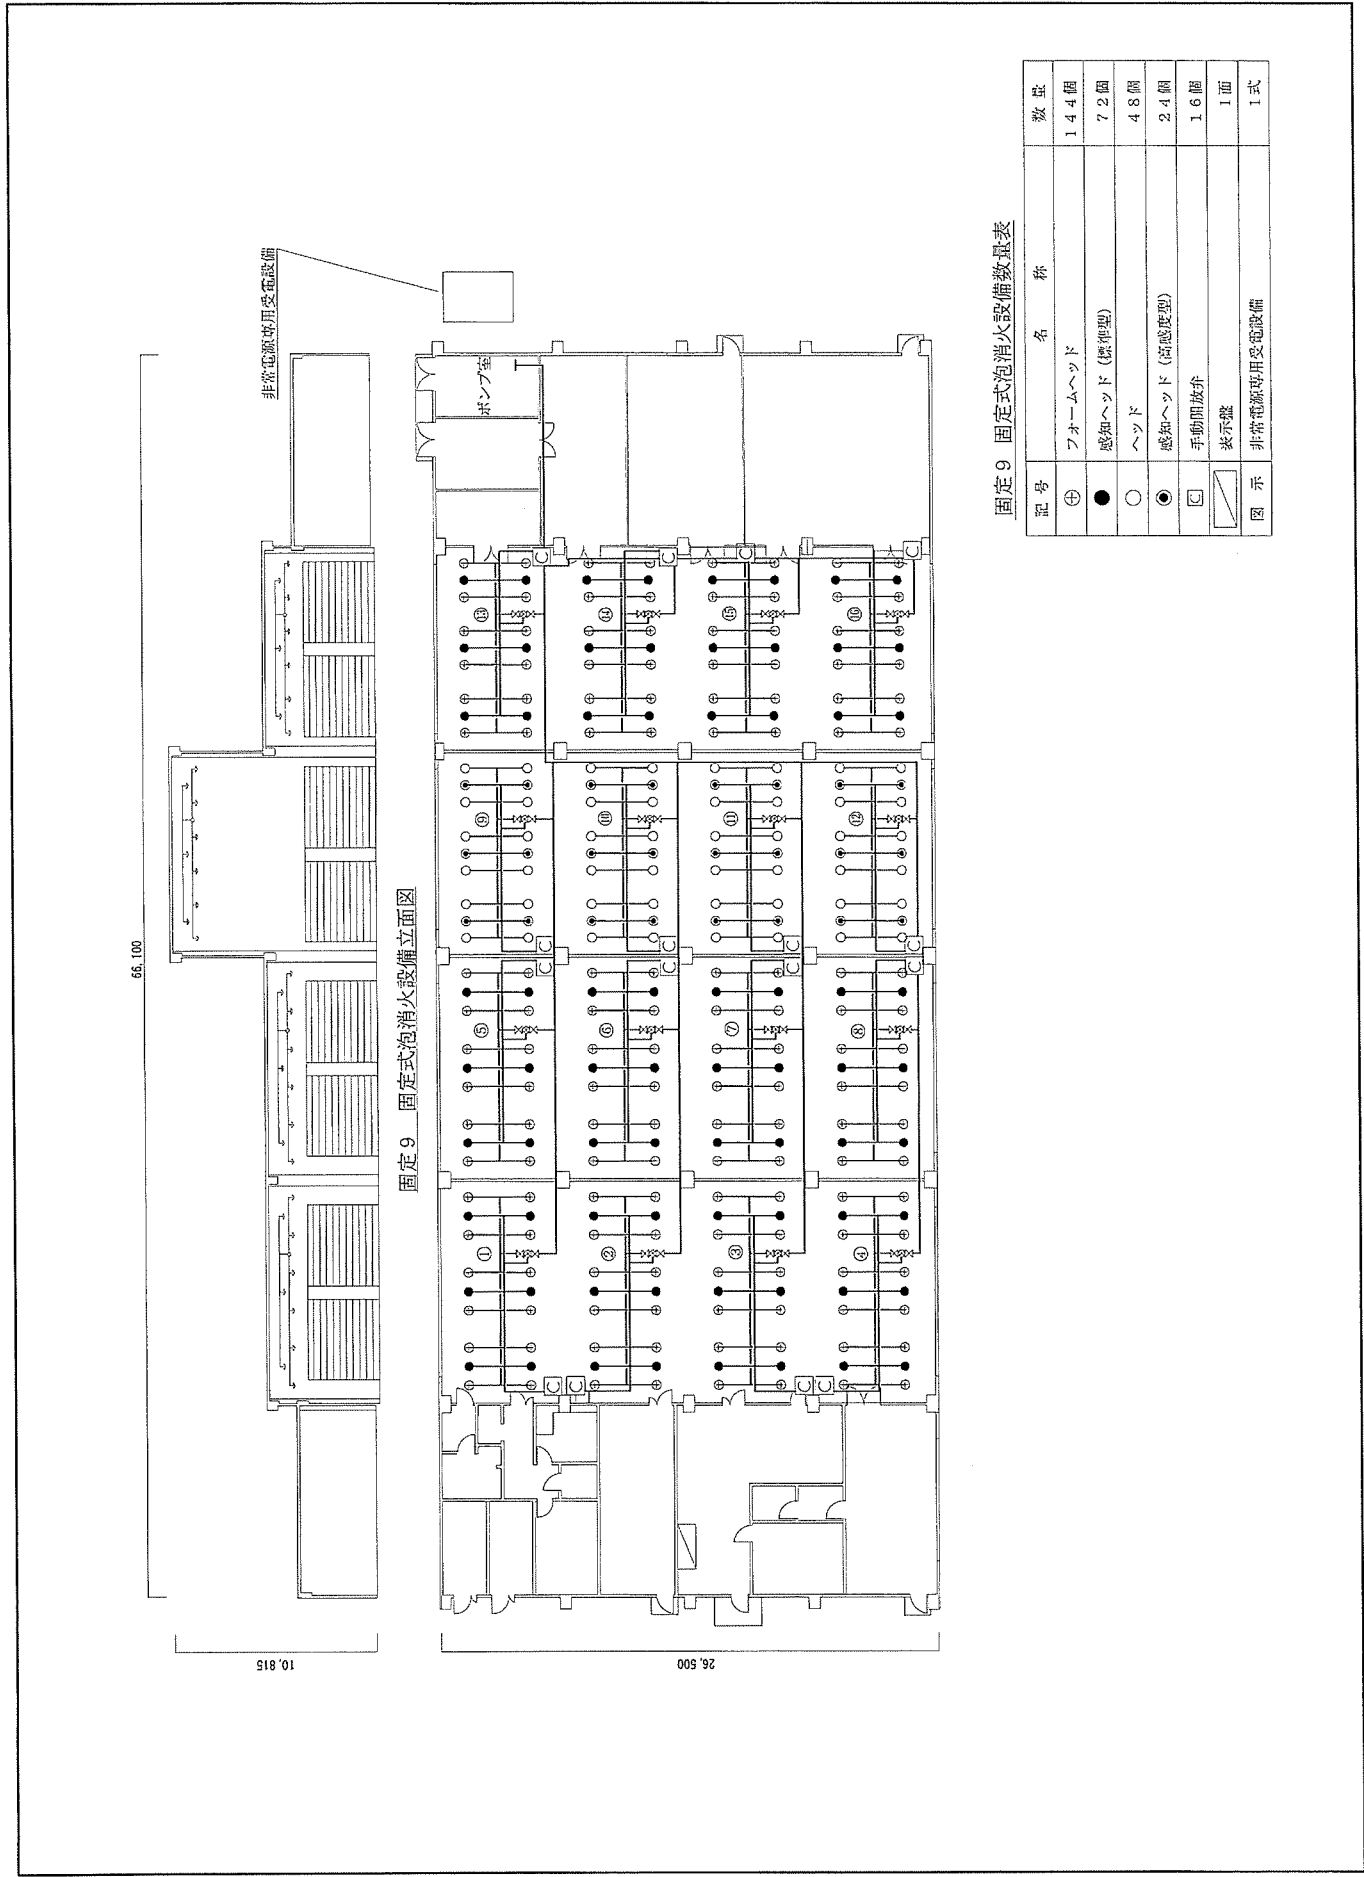 66,100
10,815
非常電源専用受電設備
固定9 固定式泡消火設備立面図
26,500
ポンプ室
① ⑤ ⑨ ⑬
② ⑥ ⑩ ⑭
③ ⑦ ⑪ ⑮
④ ⑧ ⑫ ⑯
C C C C
C C C C
C C C C
C C C C
固定9 固定式泡消火設備数量表
記号 名称 数量
フォームヘッド 144個
感知ヘッド(標準型) 72個
ヘッド 48個
感知ヘッド(高感度型) 24個
C 手動開放弁 16個
表示盤 1面
図示 非常電源専用受電設備 1式